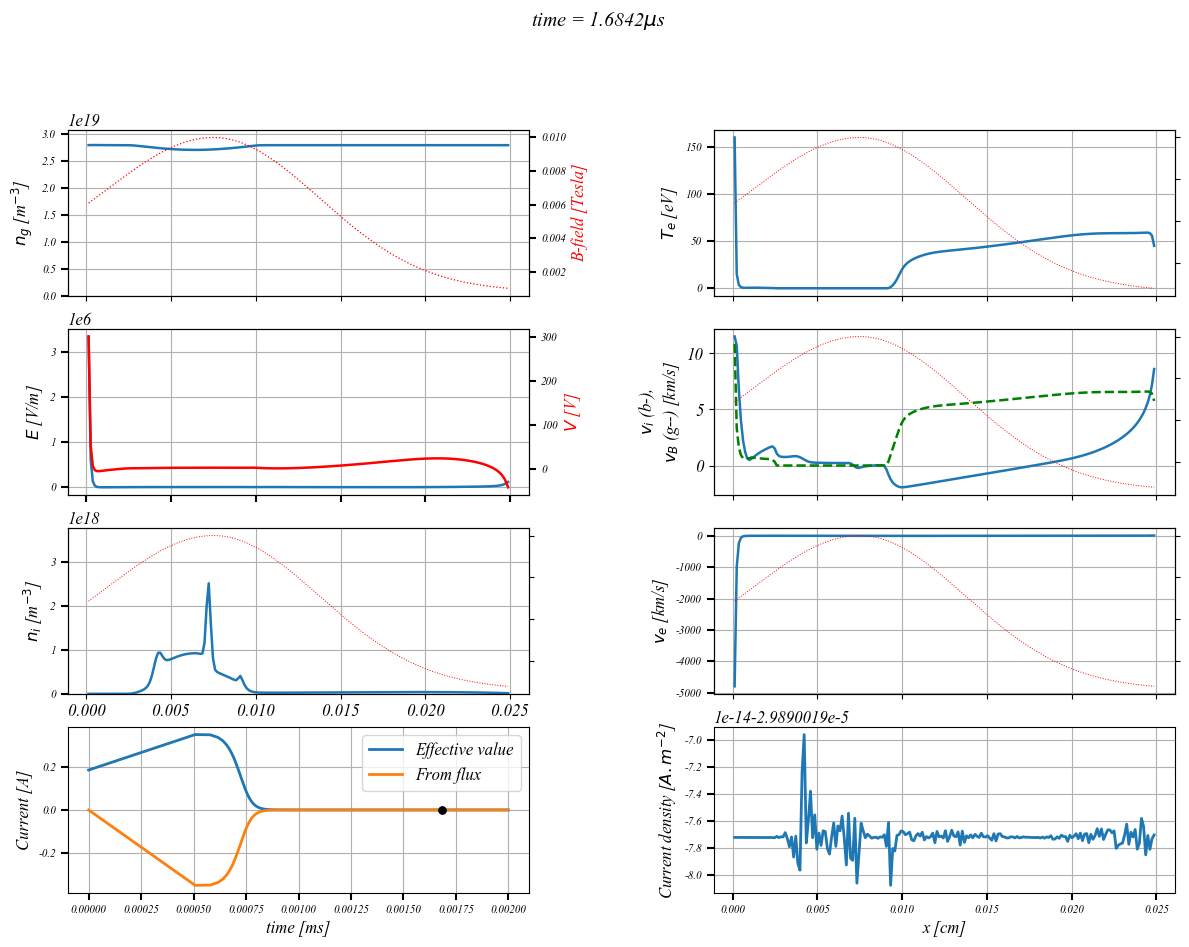 time = 1.6842μs
1e19
3.0
2.5
2.0
1.5
1.0
0.5
0.0
n_g [m^{-3}]
0.010
0.008
0.006
0.004
0.002
B-field [Tesla]
150
100
50
0
T_e [eV]
1e6
3
2
1
0
E [V/m]
300
200
100
0
V [V]
10
5
0
v_i (b-),
v_B (g--) [km/s]
1e18
3
2
1
0
n_i [m^{-3}]
0.000 0.005 0.010 0.015 0.020 0.025
0
-1000
-2000
-3000
-4000
-5000
v_e [km/s]
0.2
0.0
-0.2
Current [A]
Effective value
From flux
0.00000 0.00025 0.00050 0.00075 0.00100 0.00125 0.00150 0.00175 0.00200
time [ms]
1e-14-2.9890019e-5
-7.0
-7.2
-7.4
-7.6
-7.8
-8.0
Current density [A.m^{-2}]
0.000 0.005 0.010 0.015 0.020 0.025
x [cm]